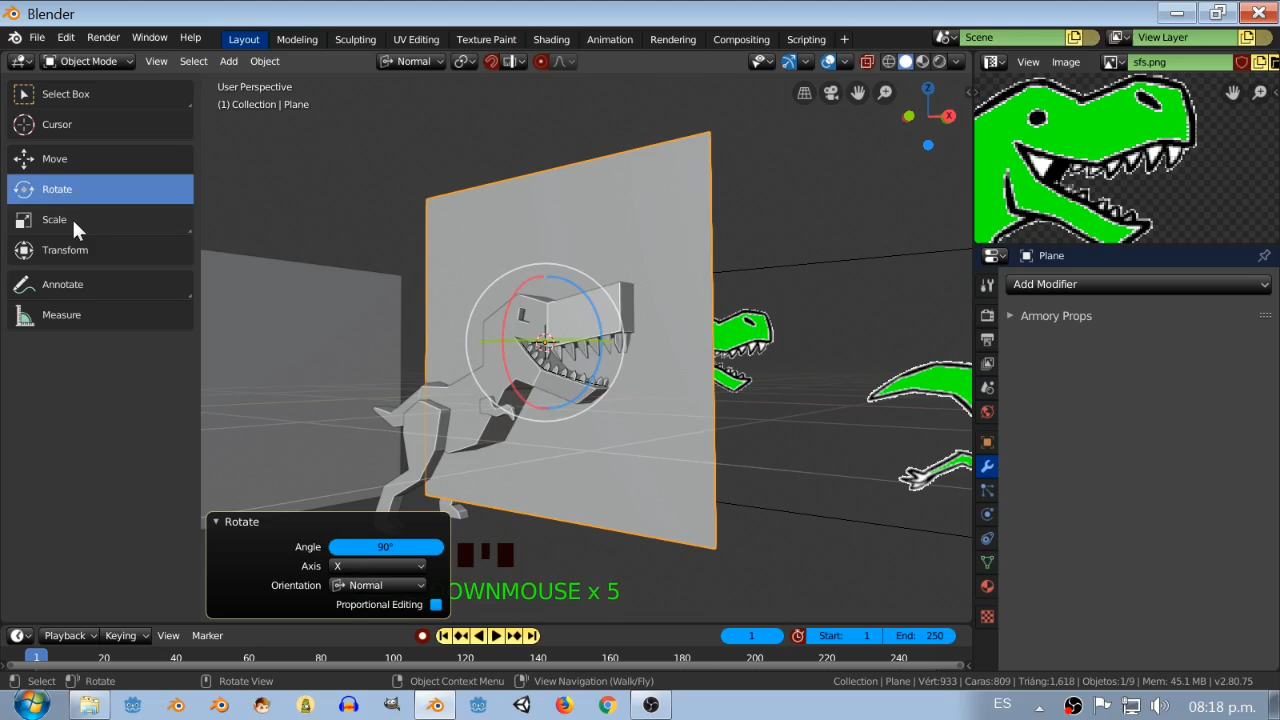 Blender
File Edit Render Window Help Layout Modeling Sculpting UV Editing Texture Paint Shading Animation Rendering Compositing Scripting + Scene View Layer
Object Mode View Select Add Object Normal View Image sfs.png
Select Box
Cursor
Move
Rotate
Scale
Transform
Annotate
Measure
User Perspective
(1) Collection | Plane
Z
X
Plane
Add Modifier
Armory Props
Rotate
Angle 90°
Axis X
Orientation Normal
Proportional Editing
OWNMOUSE x 5
Playback Keying View Marker 1 Start: 1 End: 250
1 20 40 60 80 100 120 140 160 180 200 220 240
Select Rotate Rotate View Object Context Menu View Navigation (Walk/Fly) Collection | Plane Vért:933 | Caras:809 | Triáng:1,618 | Objetos:1/9 | Mem: 45.1 MB | v2.80.75
ES 08:18 p.m.